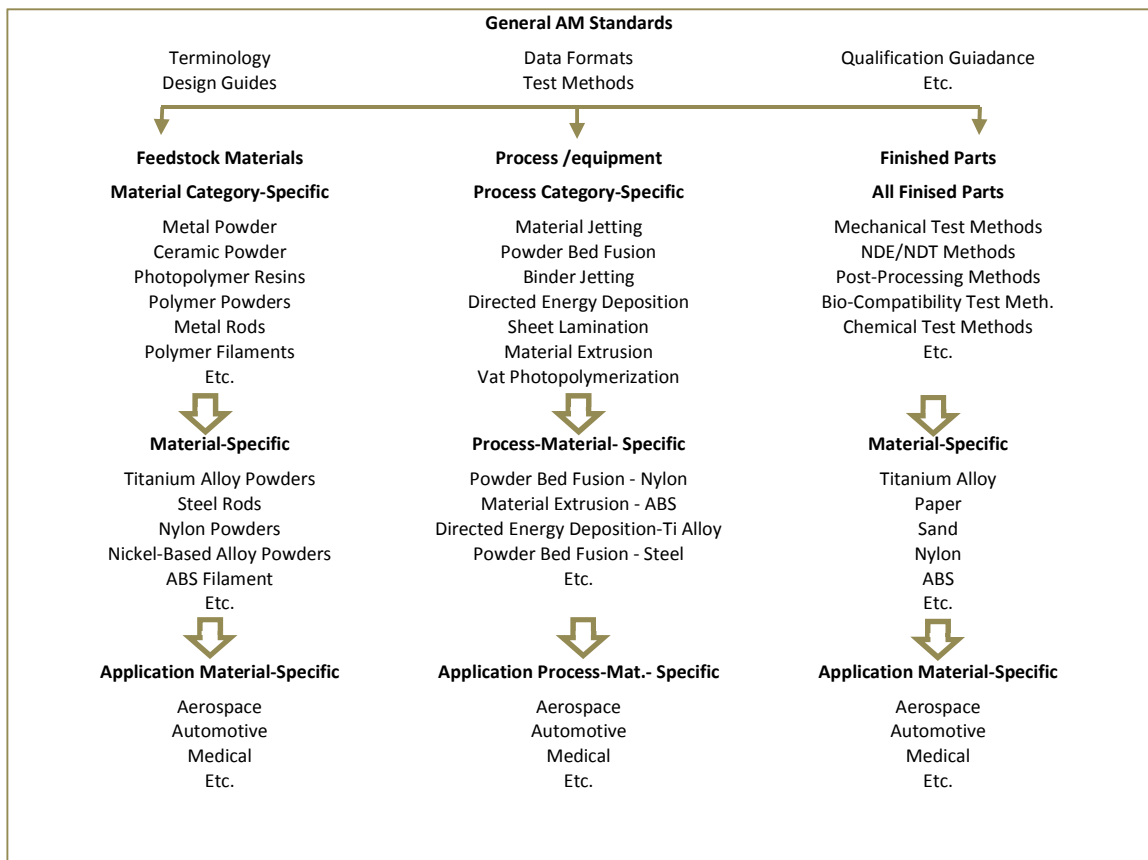 General AM Standards
Terminology
Design Guides
Data Formats
Test Methods
Qualification Guiadance
Etc.
Feedstock Materials
Material Category-Specific
Metal Powder
Ceramic Powder
Photopolymer Resins
Polymer Powders
Metal Rods
Polymer Filaments
Etc.
Material-Specific
Titanium Alloy Powders
Steel Rods
Nylon Powders
Nickel-Based Alloy Powders
ABS Filament
Etc.
Application Material-Specific
Aerospace
Automotive
Medical
Etc.
Process /equipment
Process Category-Specific
Material Jetting
Powder Bed Fusion
Binder Jetting
Directed Energy Deposition
Sheet Lamination
Material Extrusion
Vat Photopolymerization
Process-Material- Specific
Powder Bed Fusion - Nylon
Material Extrusion - ABS
Directed Energy Deposition-Ti Alloy
Powder Bed Fusion - Steel
Etc.
Application Process-Mat.- Specific
Aerospace
Automotive
Medical
Etc.
Finished Parts
All Finised Parts
Mechanical Test Methods
NDE/NDT Methods
Post-Processing Methods
Bio-Compatibility Test Meth.
Chemical Test Methods
Etc.
Material-Specific
Titanium Alloy
Paper
Sand
Nylon
ABS
Etc.
Application Material-Specific
Aerospace
Automotive
Medical
Etc.